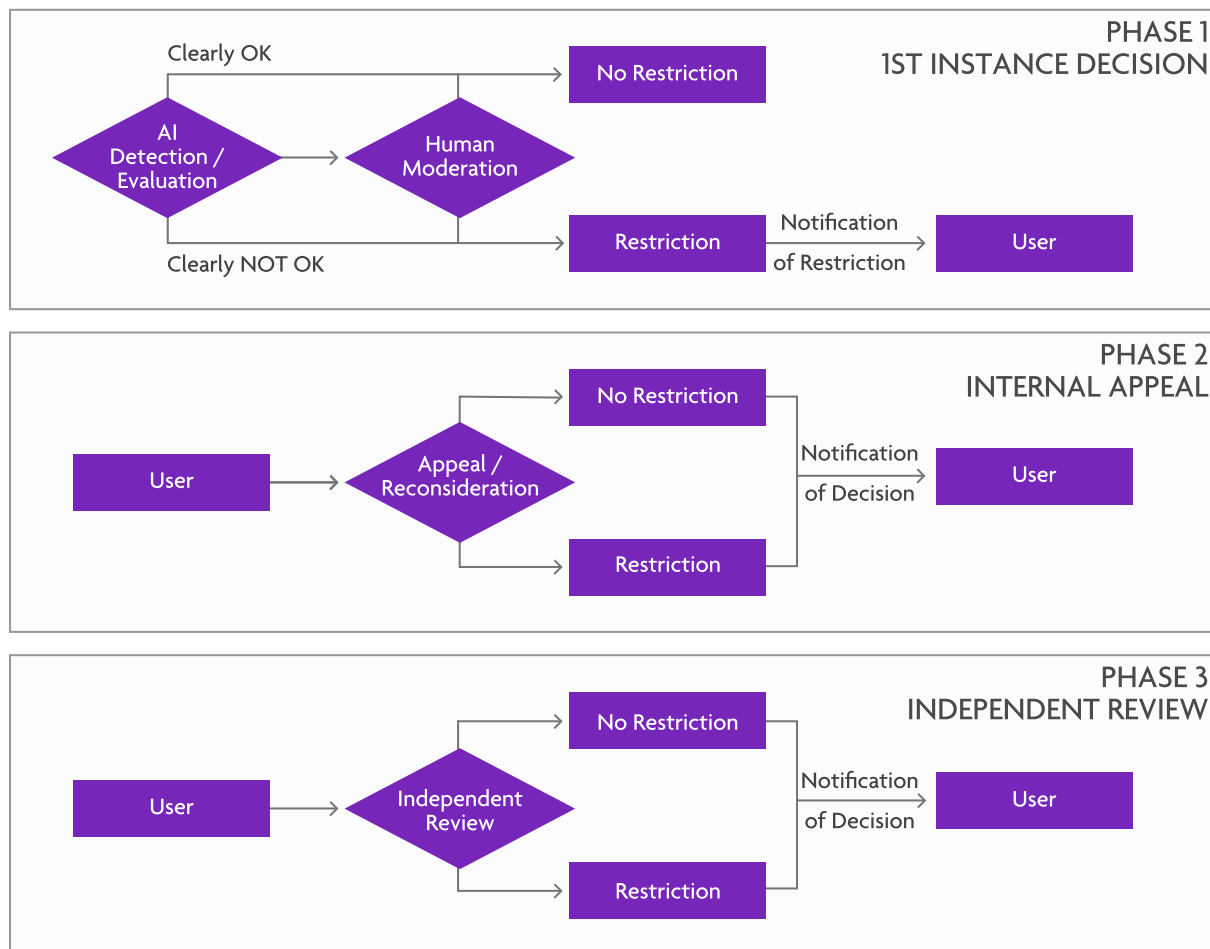 PHASE 1
1ST INSTANCE DECISION
Clearly OK
No Restriction
AI
Detection /
Evaluation
Human
Moderation
Restriction
Notification
of Restriction
User
Clearly NOT OK
PHASE 2
INTERNAL APPEAL
User
Appeal /
Reconsideration
No Restriction
Restriction
Notification
of Decision
User
PHASE 3
INDEPENDENT REVIEW
User
Independent
Review
No Restriction
Restriction
Notification
of Decision
User